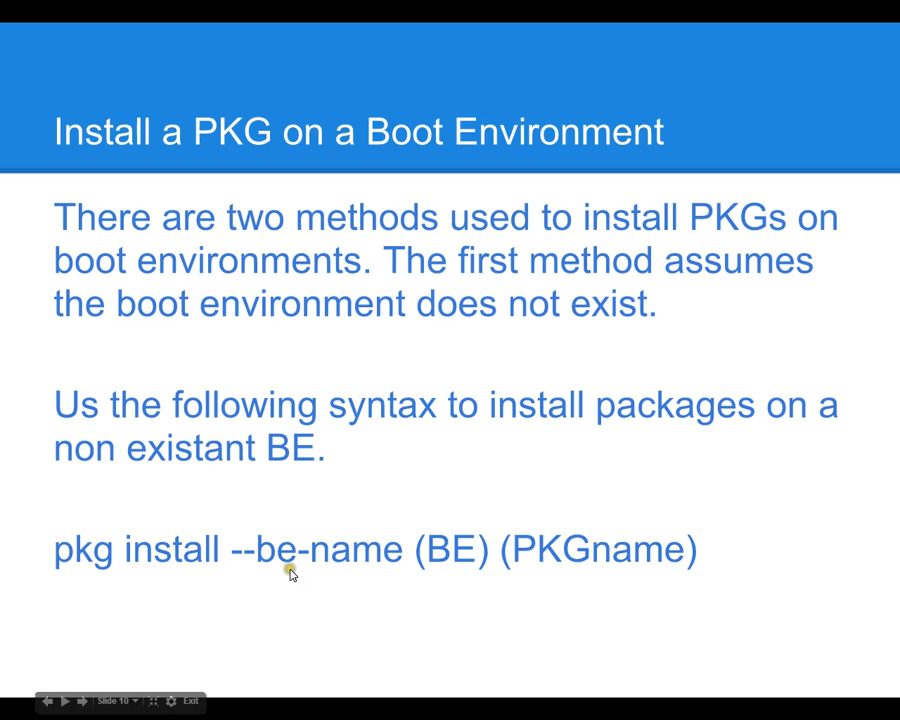 Install a PKG on a Boot Environment
There are two methods used to install PKGs on
boot environments. The first method assumes
the boot environment does not exist.
Us the following syntax to install packages on a
non existant BE.
pkg install --be-name (BE) (PKGname)
Slide 10
Exit